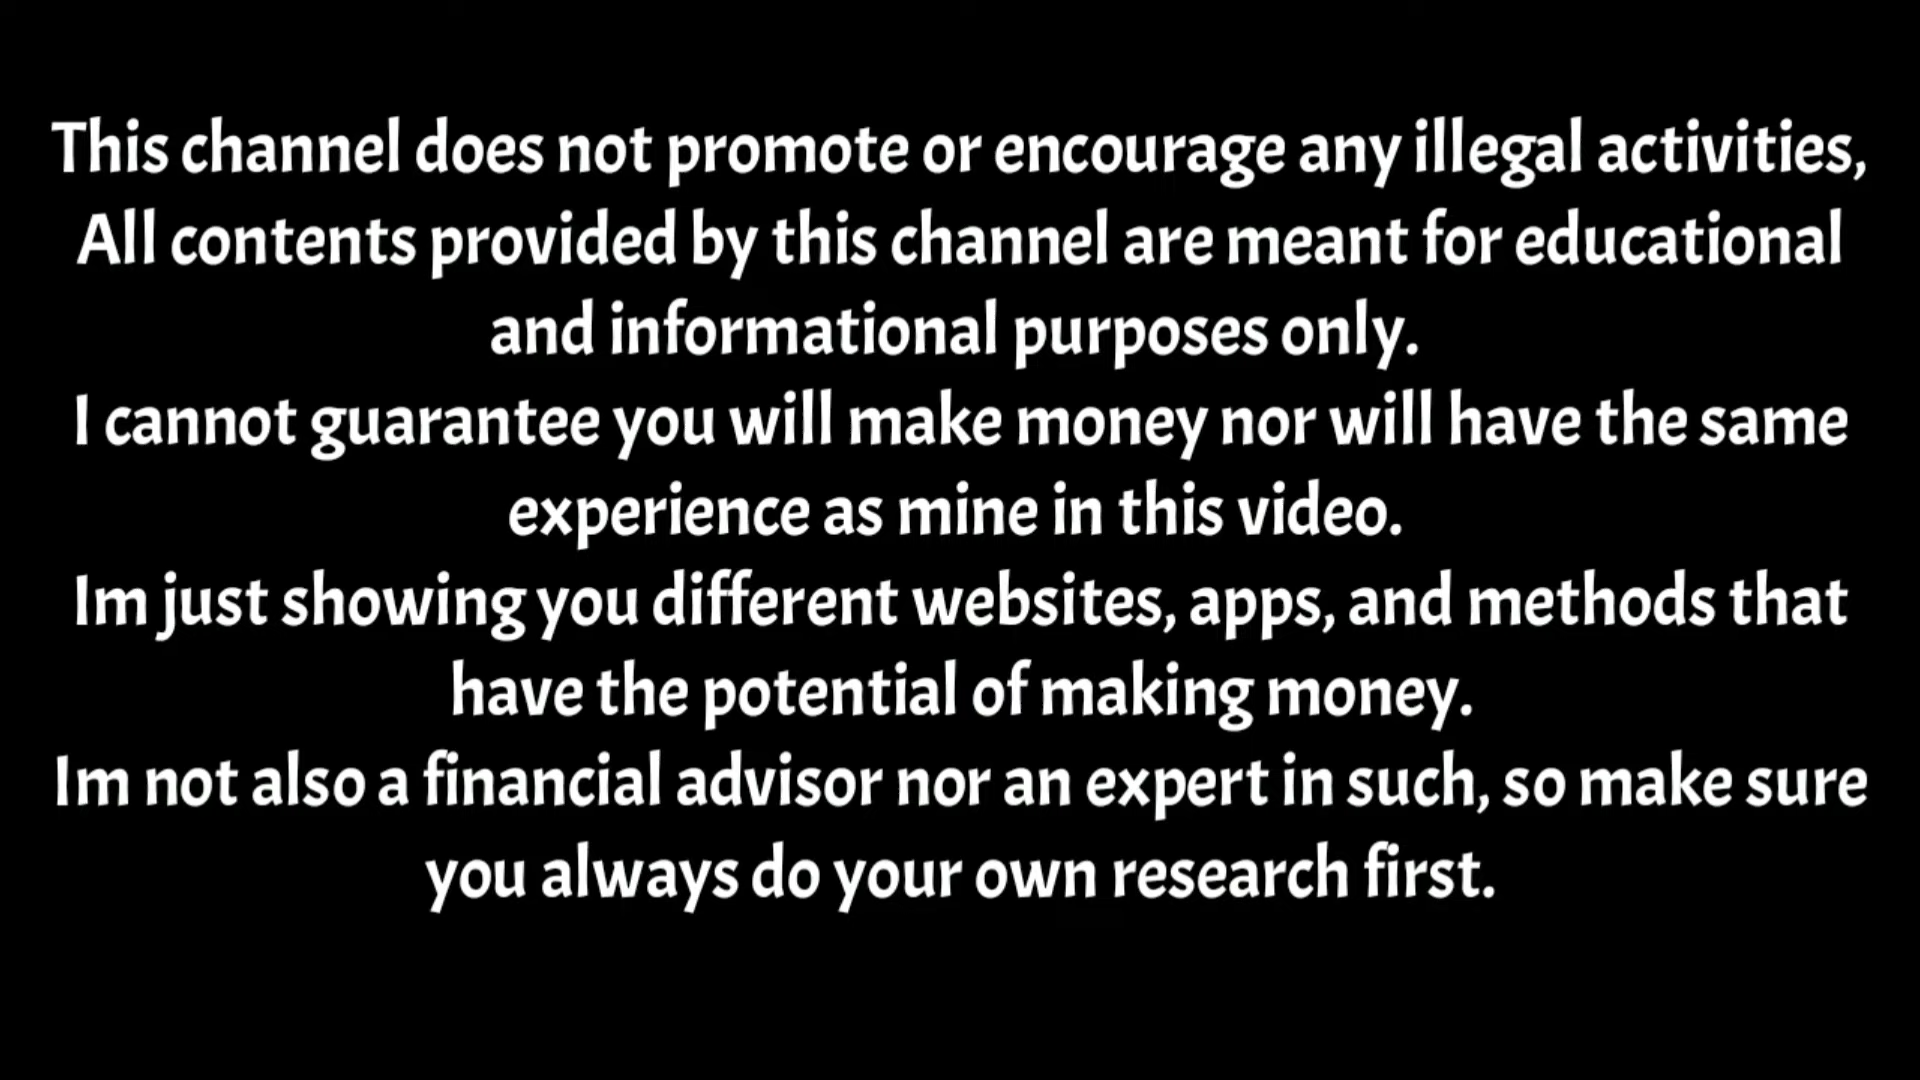 This channel does not promote or encourage any illegal activities,
All contents provided by this channel are meant for educational
and informational purposes only.
I cannot guarantee you will make money nor will have the same
experience as mine in this video.
Im just showing you different websites, apps, and methods that
have the potential of making money.
Im not also a financial advisor nor an expert in such, so make sure
you always do your own research first.